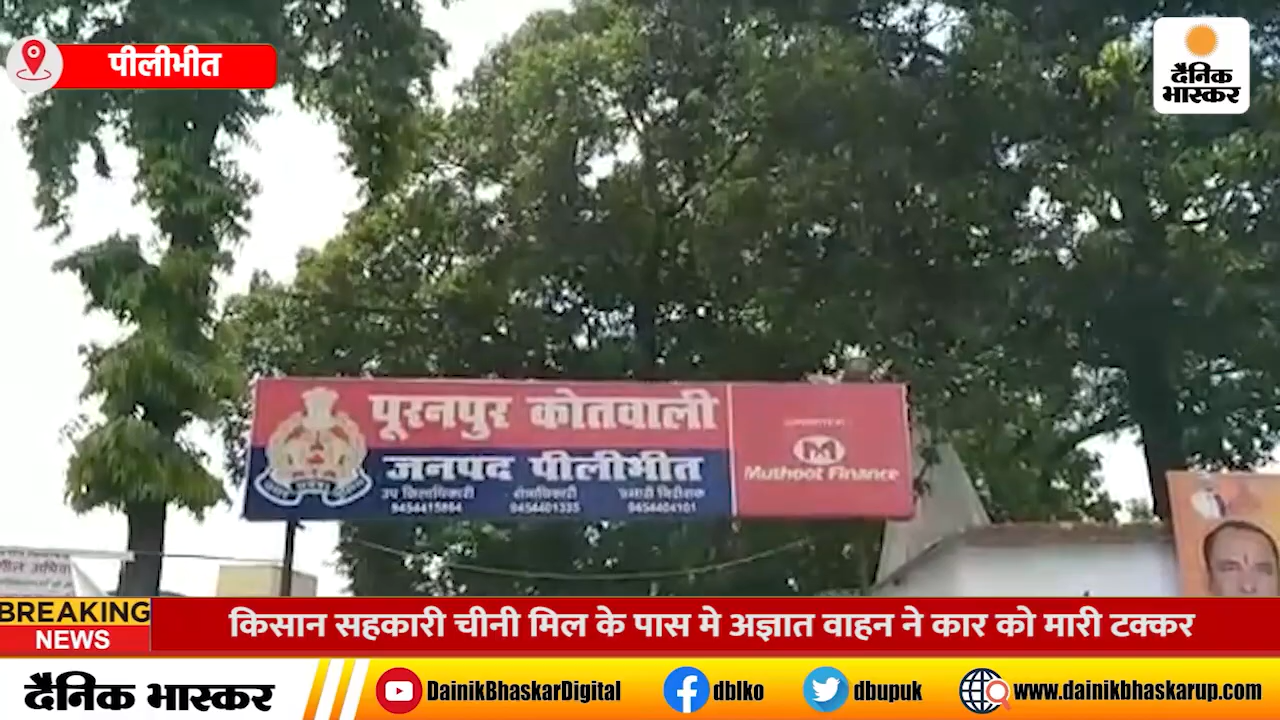 पीलीभीत
दैनिक
भास्कर
पूरनपुर कोतवाली
जनपद पीलीभीत
उप जिलाधिकारी
9454401335
9454404101
Muthoot Finance
BREAKING
NEWS
किसान सहकारी चीनी मिल के पास मे अज्ञात वाहन ने कार को मारी टक्कर
दैनिक भास्कर
DainikBhaskarDigital
dblko
dbupuk
www.dainikbhaskarup.com